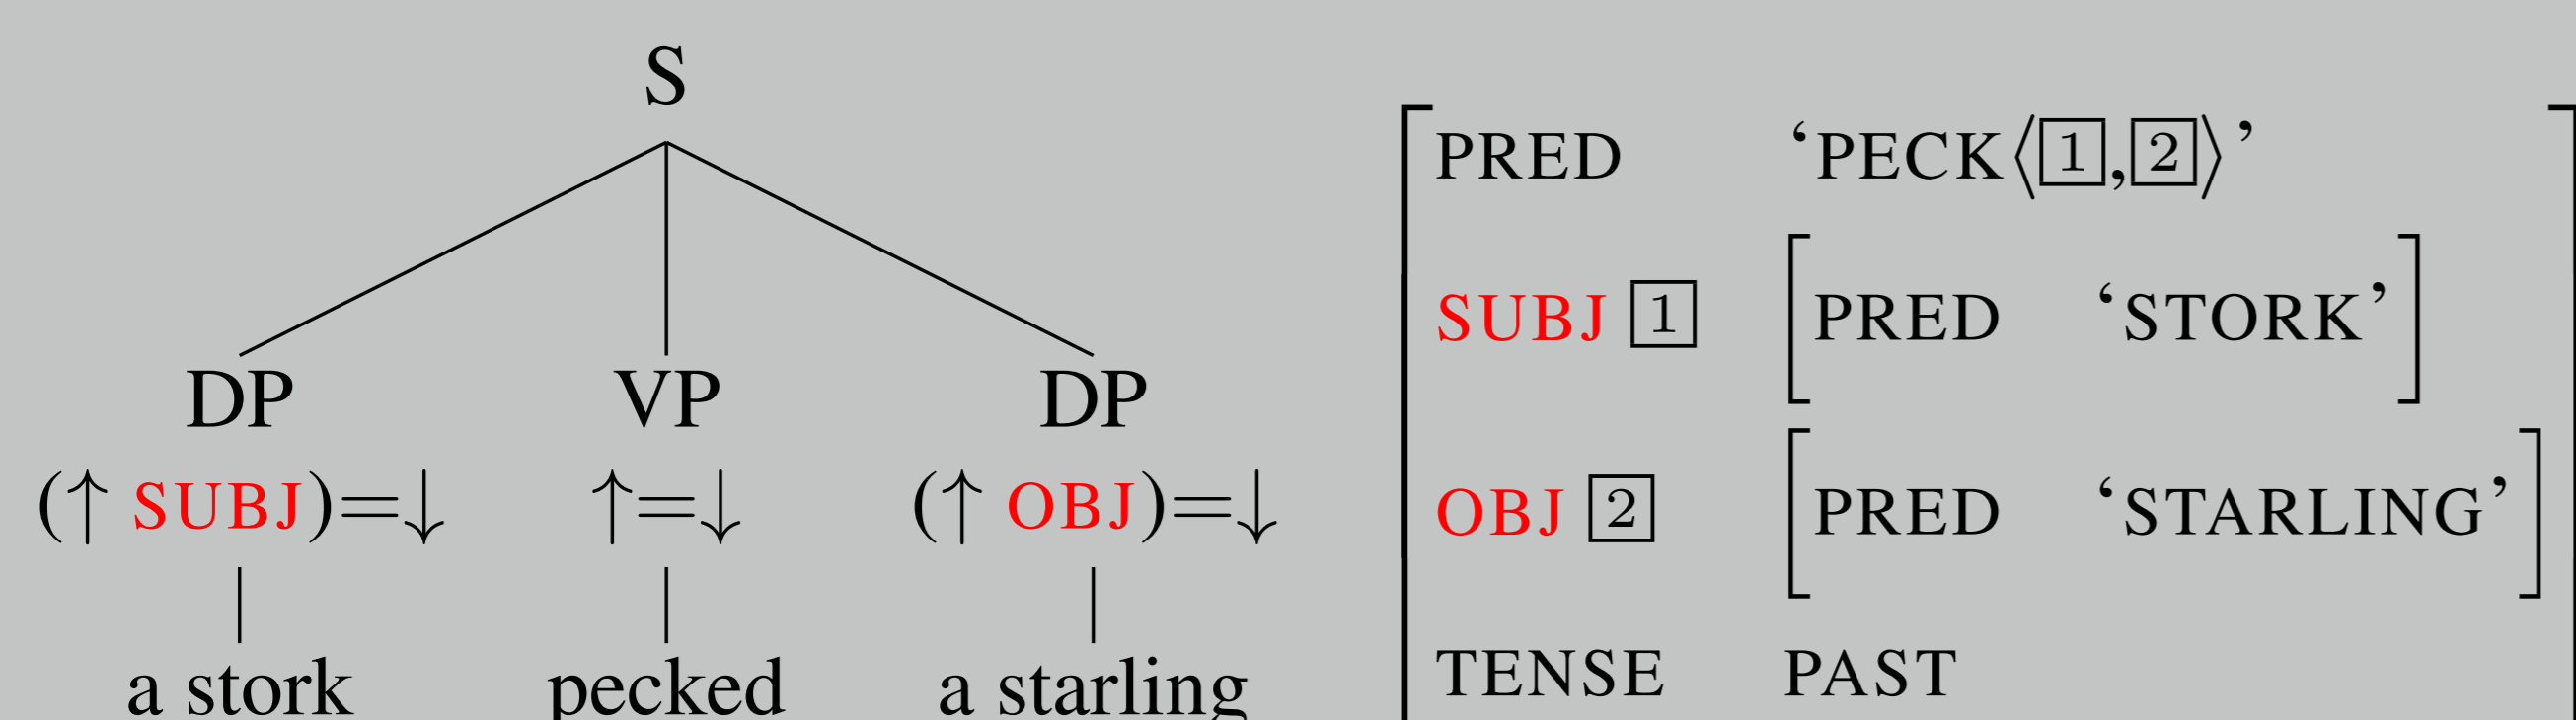 S
DP VP DP
(↑ SUBJ)=↓ ↑=↓ (↑ OBJ)=↓
a stork pecked a starling
PRED ‘PECK⟨1,2⟩’
SUBJ 1 [PRED ‘STORK’]
OBJ 2 [PRED ‘STARLING’]
TENSE PAST